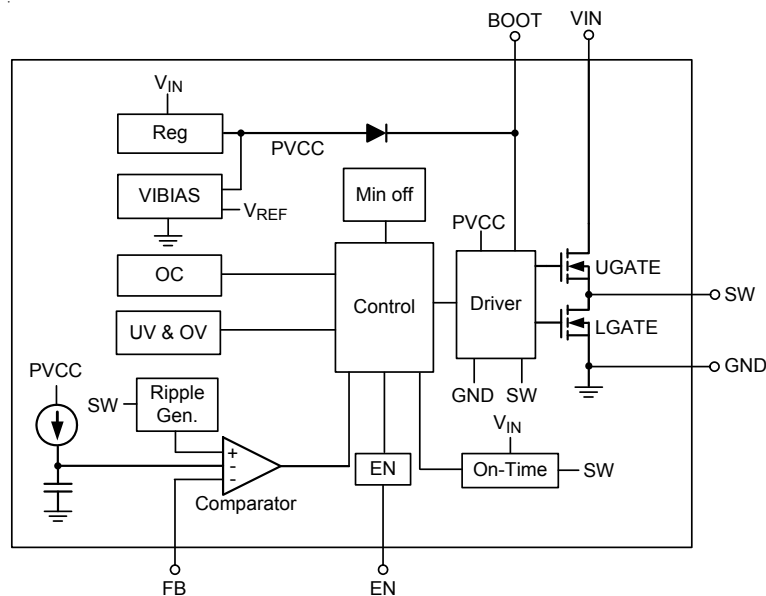 BOOT VIN
VIN
Reg
PVCC
VIBIAS
VREF
Min off
PVCC
OC
UGATE
Control
Driver
SW
UV & OV
LGATE
PVCC
GND
SW
Ripple
Gen.
GND SW
VIN
+
-
-
EN
On-Time
SW
Comparator
FB
EN